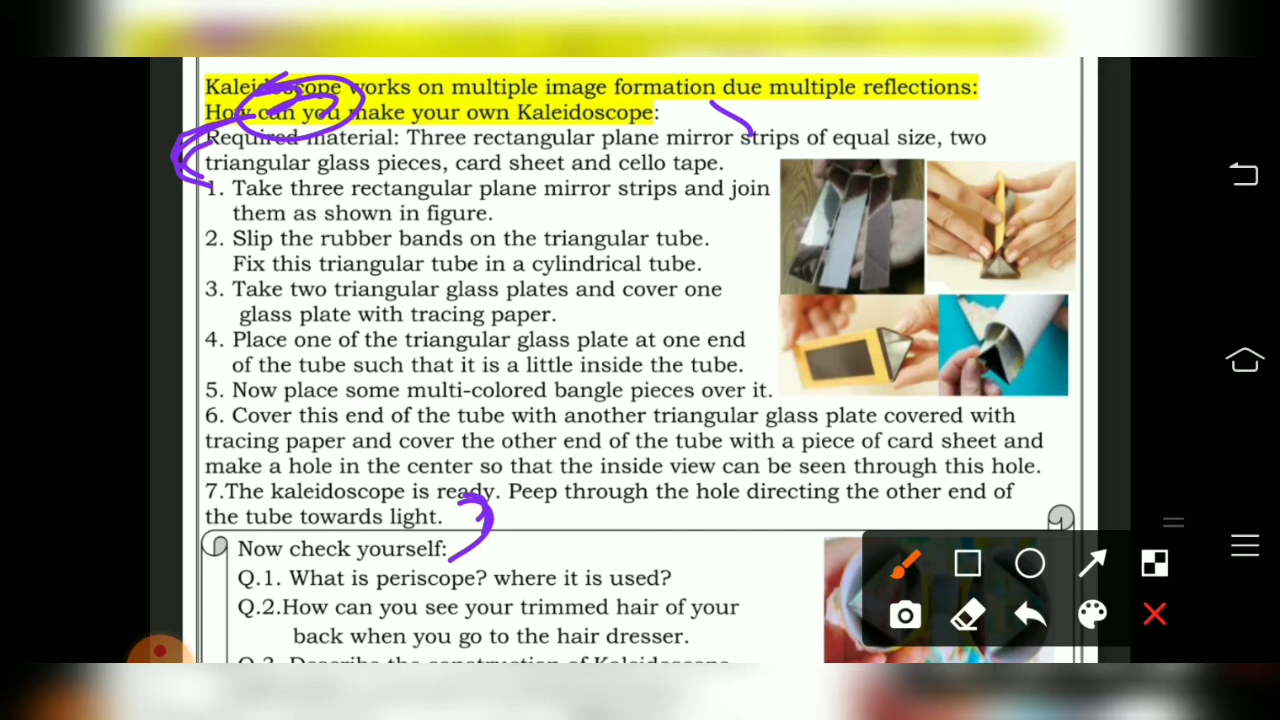 Kaleidoscope works on multiple image formation due multiple reflections:
How can you make your own Kaleidoscope:
Required material: Three rectangular plane mirror strips of equal size, two
triangular glass pieces, card sheet and cello tape.
1. Take three rectangular plane mirror strips and join
them as shown in figure.
2. Slip the rubber bands on the triangular tube.
Fix this triangular tube in a cylindrical tube.
3. Take two triangular glass plates and cover one
glass plate with tracing paper.
4. Place one of the triangular glass plate at one end
of the tube such that it is a little inside the tube.
5. Now place some multi-colored bangle pieces over it.
6. Cover this end of the tube with another triangular glass plate covered with
tracing paper and cover the other end of the tube with a piece of card sheet and
make a hole in the center so that the inside view can be seen through this hole.
7.The kaleidoscope is ready. Peep through the hole directing the other end of
the tube towards light.
Now check yourself:
Q.1. What is periscope? where it is used?
Q.2.How can you see your trimmed hair of your
back when you go to the hair dresser.
Q.3. Describe the construction of Kaleidoscope